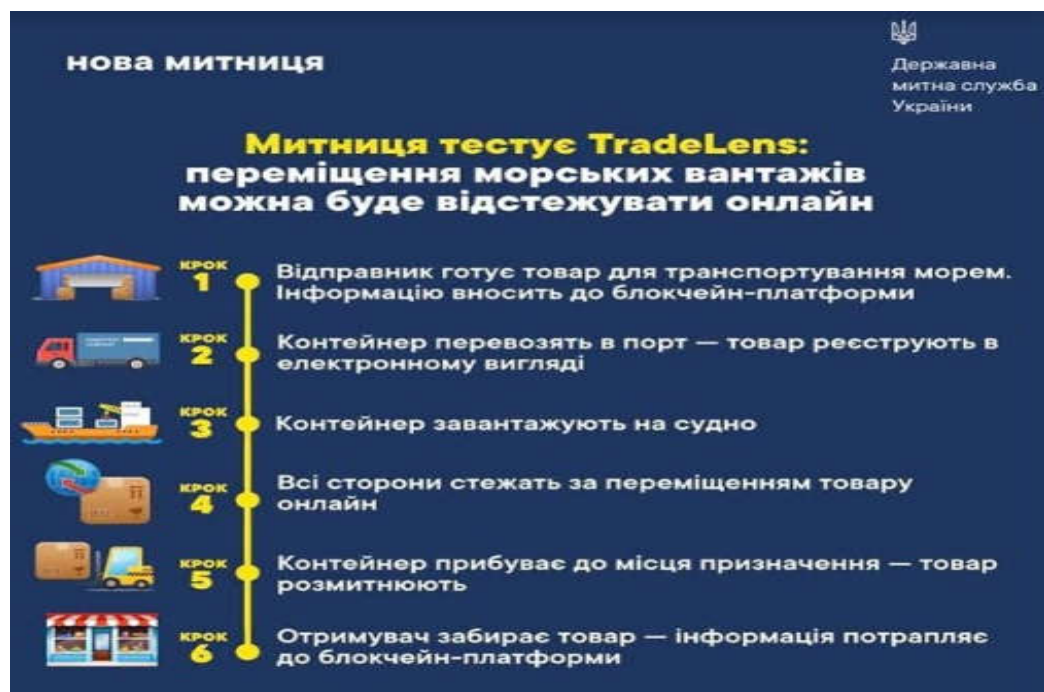 нова митниця
Державна
митна служба
України
Митниця тестує TradeLens:
переміщення морських вантажів
можна буде відстежувати онлайн
КРОК
1
Відправник готує товар для транспортування морем.
Інформацію вносить до блокчейн-платформи
КРОК
2
Контейнер перевозять в порт — товар реєструють в
електронному вигляді
КРОК
3
Контейнер завантажують на судно
КРОК
4
Всі сторони стежать за переміщенням товару
онлайн
КРОК
5
Контейнер прибуває до місця призначення — товар
розмитнюють
КРОК
6
Отримувач забирає товар — інформація потрапляє
до блокчейн-платформи